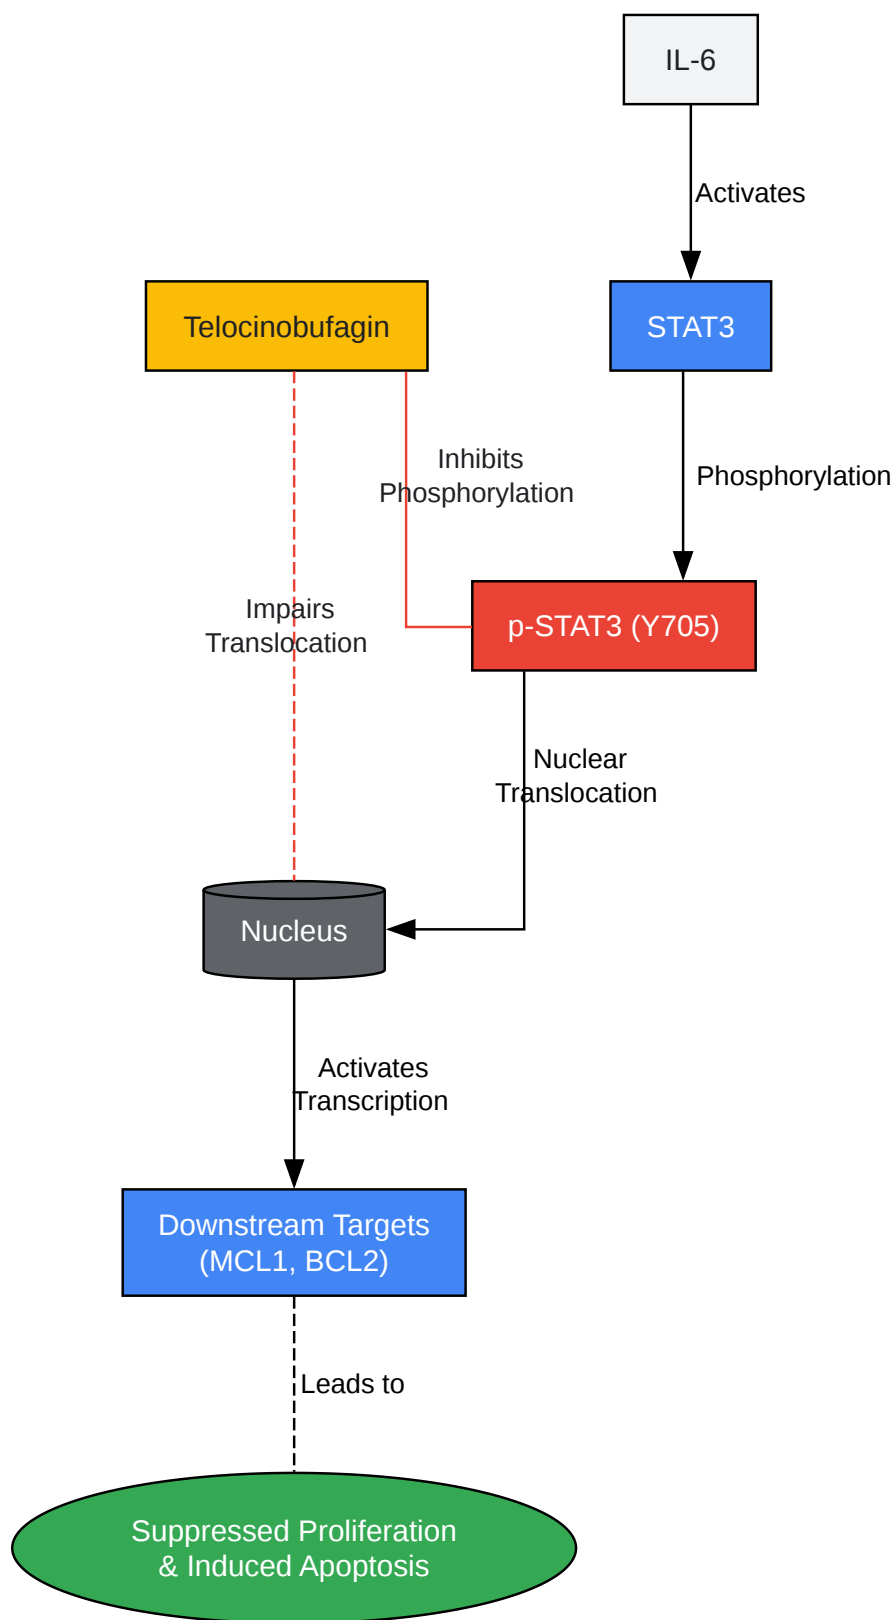 IL-6
Activates
Telocinobufagin
STAT3
Inhibits
Phosphorylation
Phosphorylation
Impairs
Translocation
p-STAT3 (Y705)
Nuclear
Translocation
Nucleus
Activates
Transcription
Downstream Targets
(MCL1, BCL2)
Leads to
Suppressed Proliferation
& Induced Apoptosis